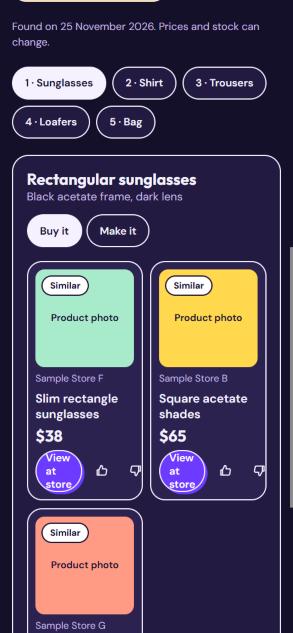 Found on 25 November 2026. Prices and stock can
change.
1 · Sunglasses
2 · Shirt
3 · Trousers
4 · Loafers
5 · Bag
Rectangular sunglasses
Black acetate frame, dark lens
Buy it
Make it
Similar
Product photo
Sample Store F
Slim rectangle
sunglasses
$38
View
at
store
Similar
Product photo
Sample Store B
Square acetate
shades
$65
View
at
store
Similar
Product photo
Sample Store G